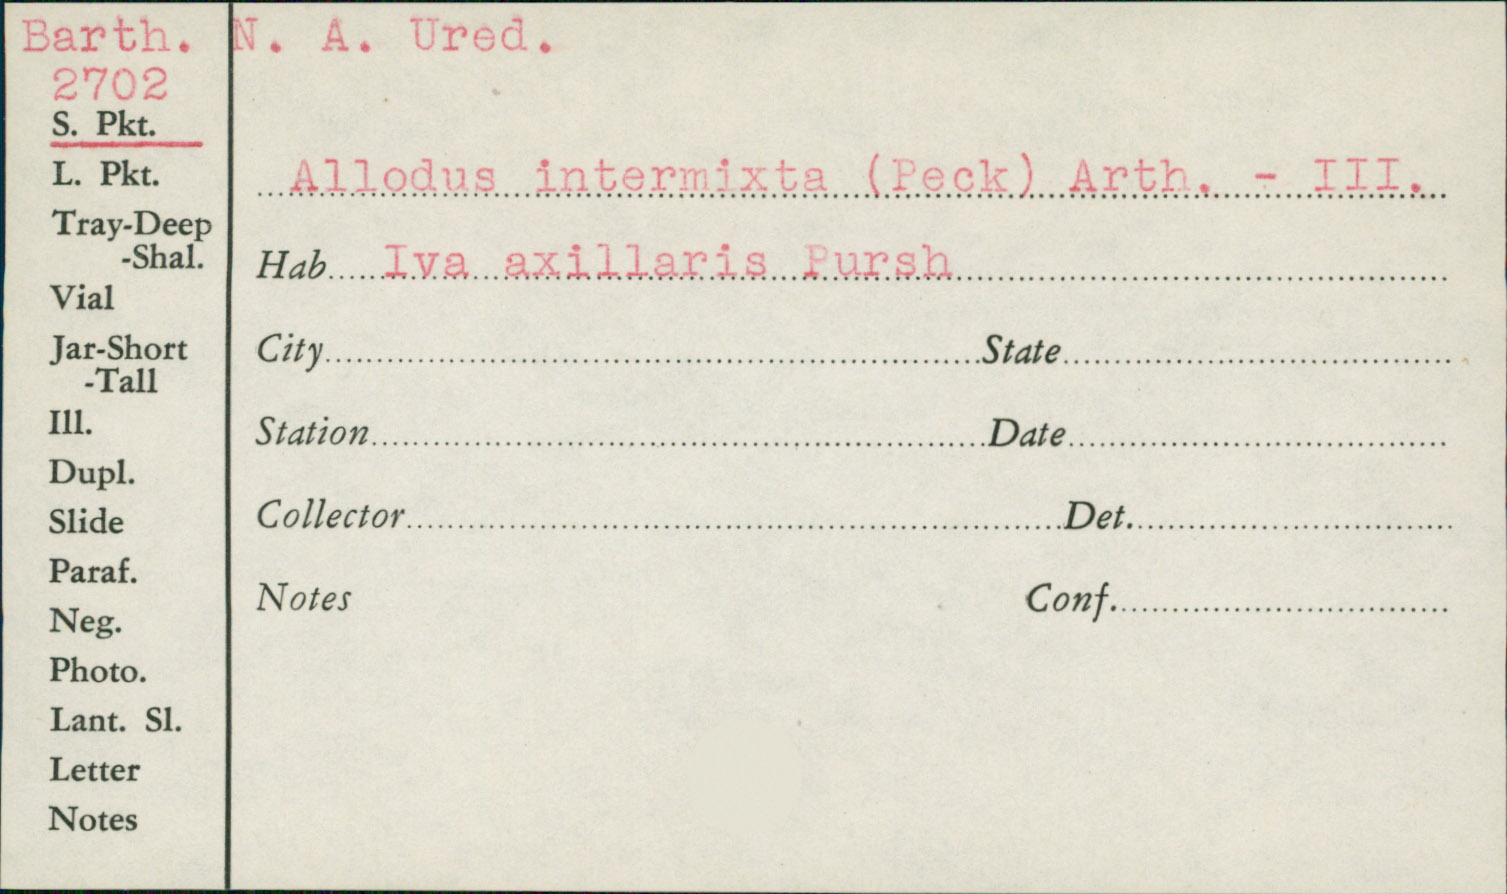 Barth. N. A. Ured.
2702
S. Pkt.
L. Pkt.
Tray-Deep
-Shal.
Vial
Jar-Short
-Tall
Ill.
Dupl.
Slide
Paraf.
Neg.
Photo.
Lant. Sl.
Letter
Notes
Allodus intermixta (Peck) Arth. - III.
Hab Iva axillaris Pursh
City State
Station Date
Collector Det.
Notes Conf.